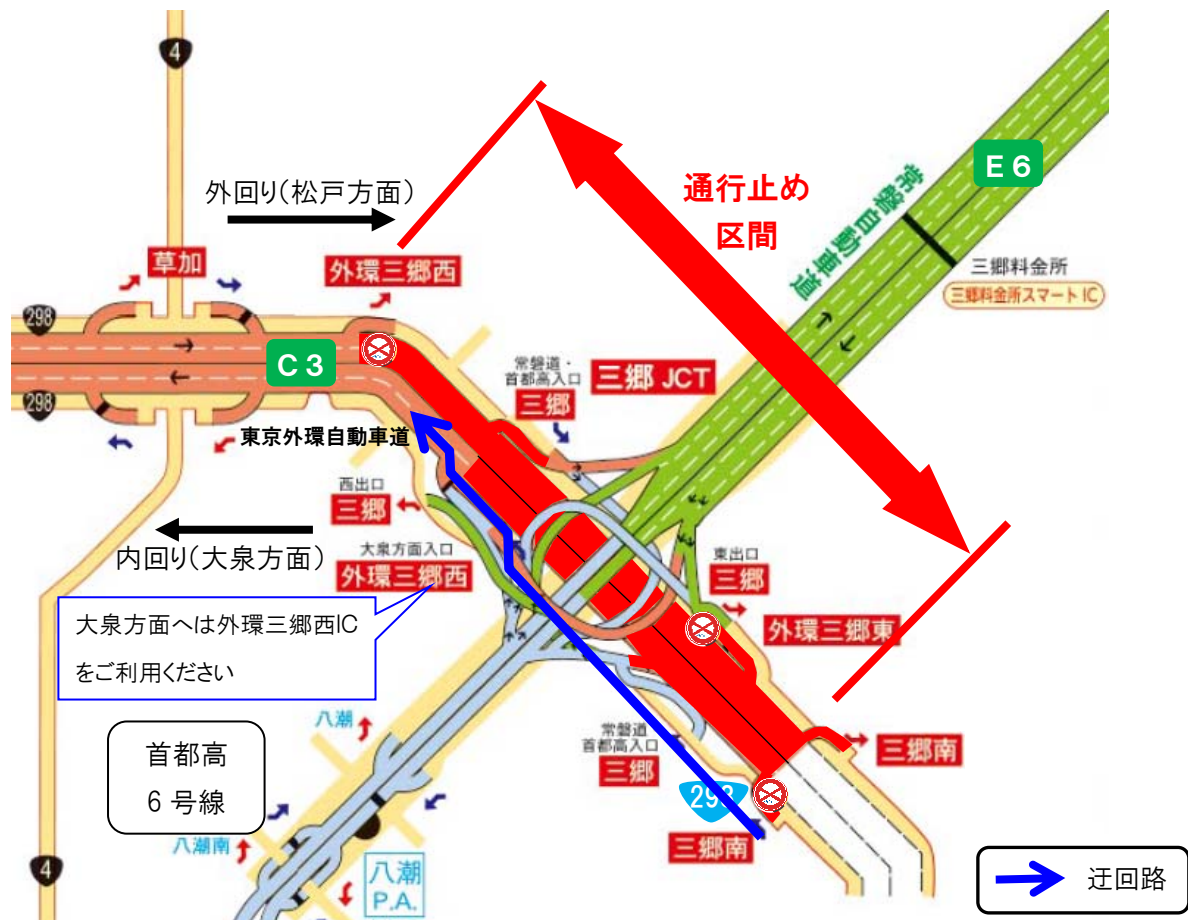 4
外回り(松戸方面)
通行止め
区間
E6
常磐自動車道
三郷料金所
三郷料金所スマートIC
草加
外環三郷西
298
C3
298
常磐道・
首都高入口
三郷
三郷JCT
東京外環自動車道
西出口
三郷
内回り(大泉方面)
大泉方面入口
外環三郷西
東出口
三郷
外環三郷東
大泉方面へは外環三郷西IC
をご利用ください
八潮
首都高
6号線
常磐道
首都高入口
三郷
三郷南
298
三郷南
八潮南
八潮
P.A.
4
迂回路